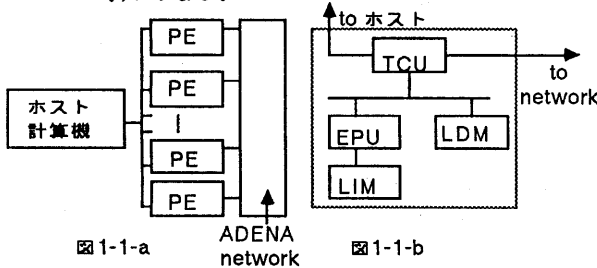 PE
PE
PE
PE
ホスト
計算機
図1-1-a
ADENA
network
to ホスト
TCU
to
network
EPU
LDM
LIM
図1-1-b